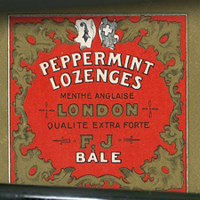 PEPPERMINT
LOZENGES
MENTHE ANGLAISE
LONDON
QUALITE EXTRA FORTE
F. J
BALE